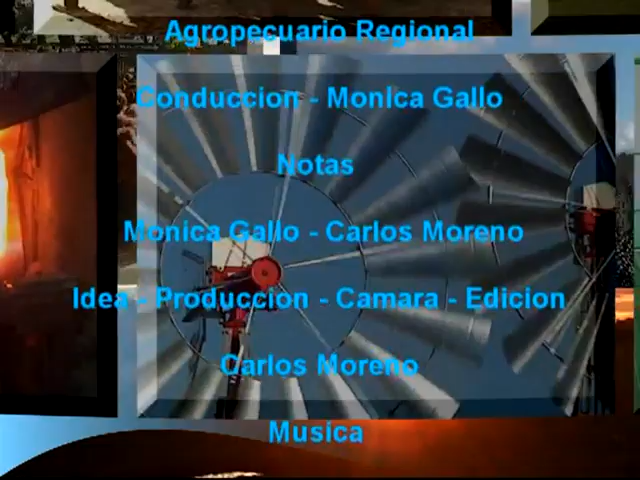 Agropecuario Regional
Conduccion - Monica Gallo
Notas
Monica Gallo - Carlos Moreno
Idea - Produccion - Camara - Edicion
Carlos Moreno
Musica